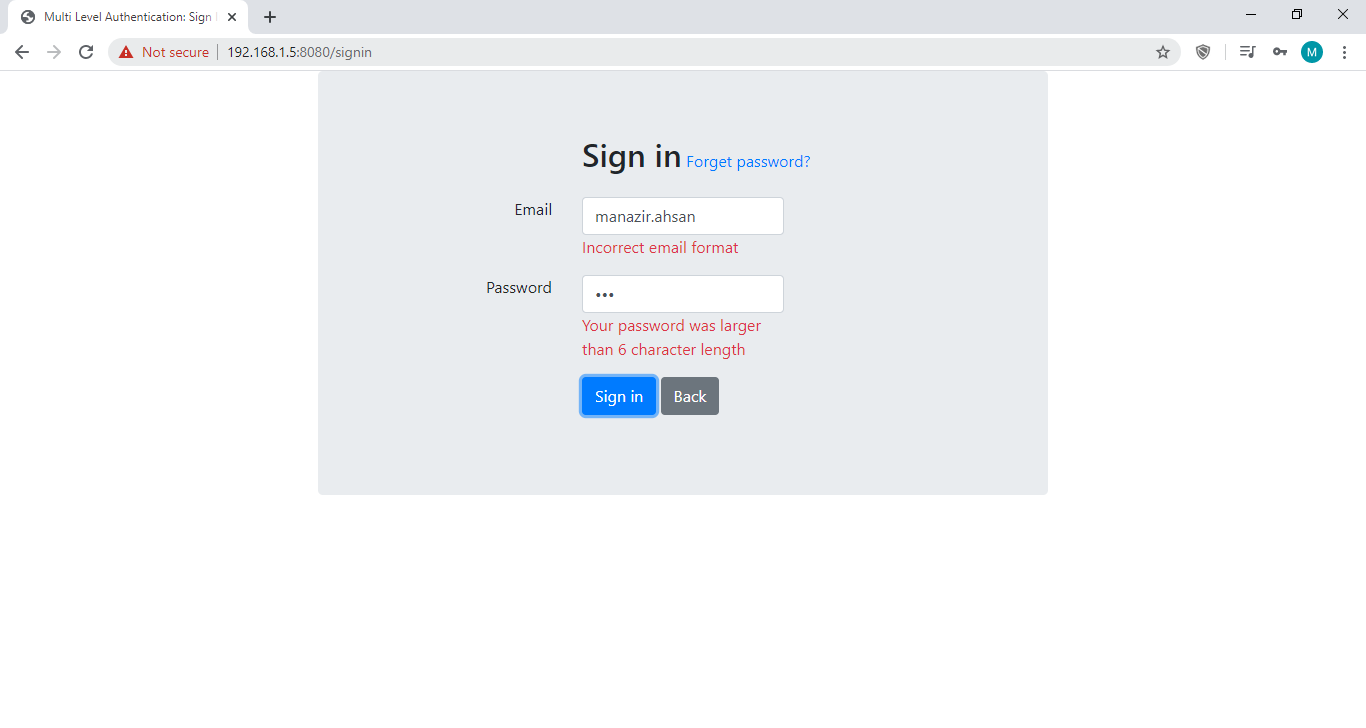 Multi Level Authentication: Sign
Not secure
192.168.1.5:8080/signin
M
Sign in Forget password?
Email
manazir.ahsan
Incorrect email format
Password
•••
Your password was larger
than 6 character length
Sign in
Back